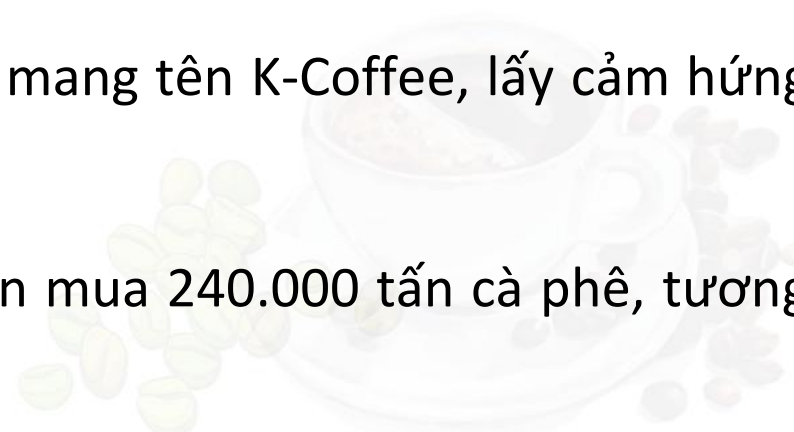 mang tên K-Coffee, lấy cảm hứng
n mua 240.000 tấn cà phê, tương